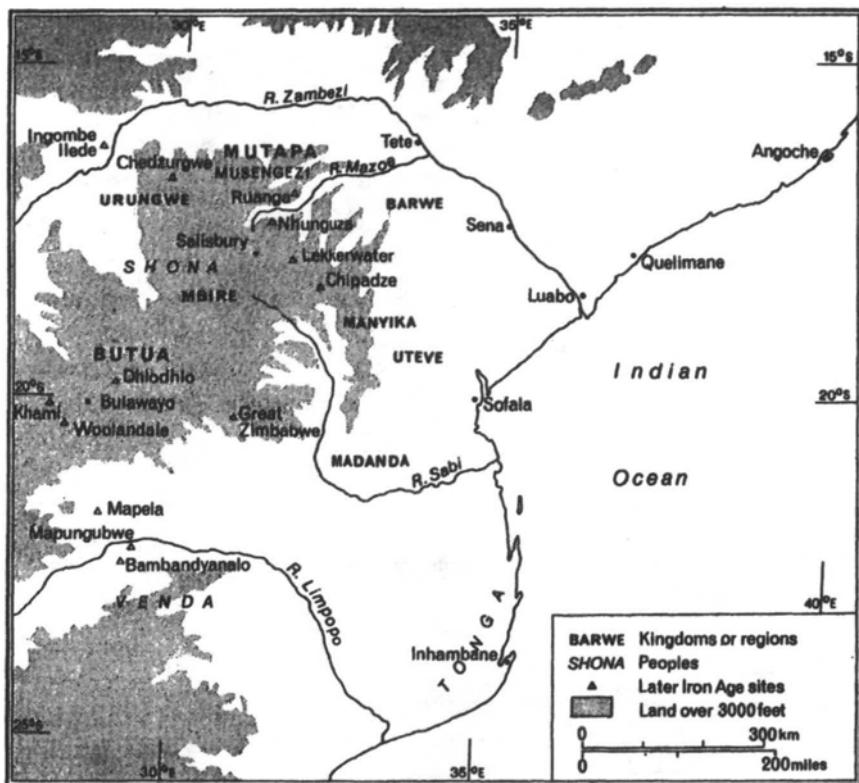 30°E
35°E
15°S
15°S
R. Zambezi
Ingombe
Ilede
Tete
Angoche
Chedzurgwe
MUTAPA
MUSENGEZI
R. Mazoe
URUNGWE
Ruanga
BARWE
Nhunguza
Sena
Salisbury
Lekkerwater
Quelimane
SHONA
Chipadze
Luabo
MBIRE
MANYIKA
BUTUA
UTEVE
Indian
Dhlodhlo
20°S
20°S
Bulawayo
Great
Sofala
Khami
Zimbabwe
Woolandale
MADANDA
R. Sabi
Ocean
Mapela
Mapungubwe
Bambandyanalo
R. Limpopo
VENDA
40°E
TONGA
BARWE Kingdoms or regions
Inhambane
SHONA Peoples
Later Iron Age sites
Land over 3000 feet
25°S
0 300 km
0 200 miles
30°E
35°E